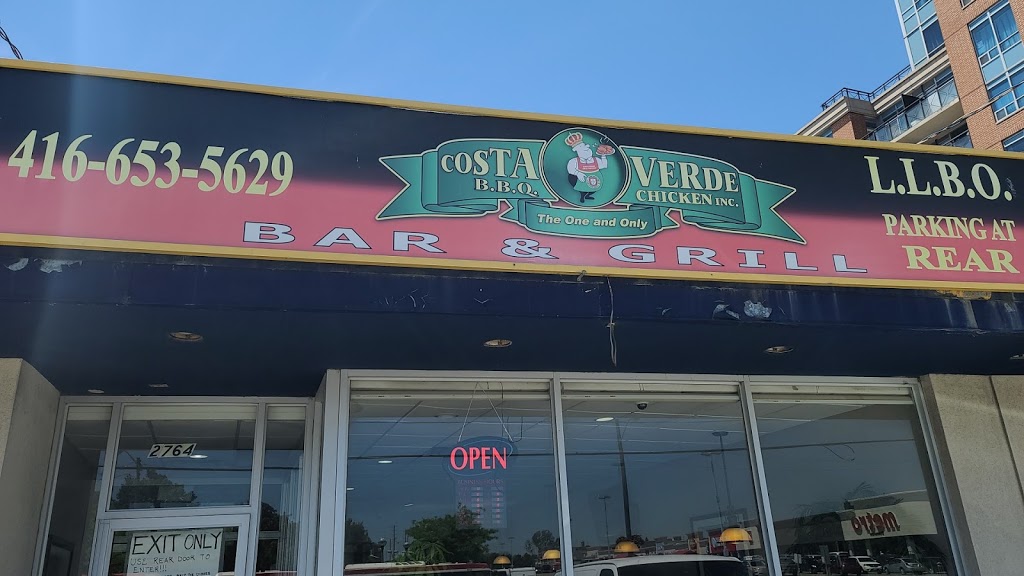 416-653-5629
COSTA VERDE
B.B.Q. CHICKEN INC.
The One and Only
BAR & GRILL
L.L.B.O.
PARKING AT
REAR
2764
OPEN
EXIT ONLY
USE REAR DOOR TO
ENTER!!!
metro